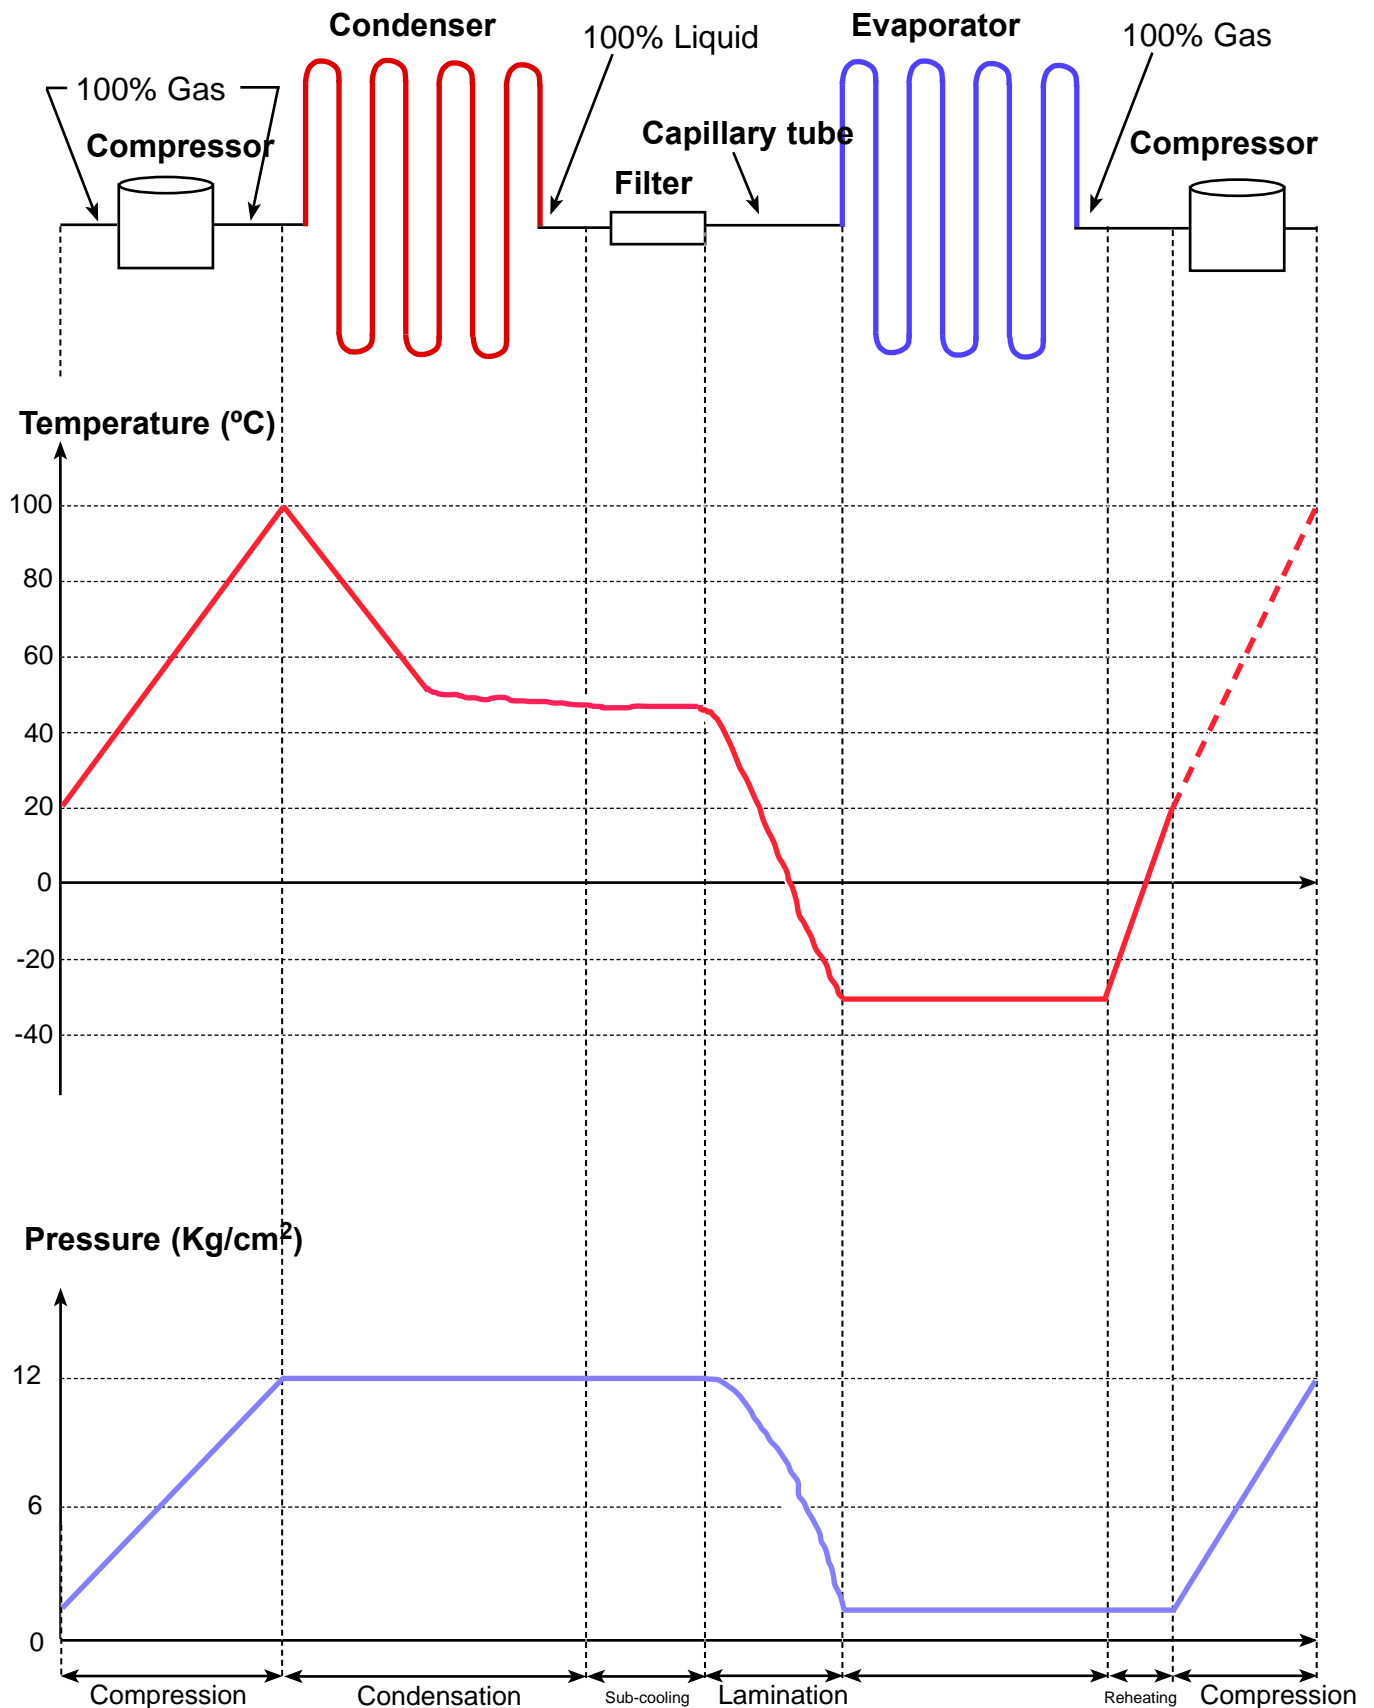 Condenser
100% Liquid
Evaporator
100% Gas
100% Gas
Compressor
Capillary tube
Compressor
Filter
Temperature (ºC)
100
80
60
40
20
0
-20
-40
Pressure (Kg/cm²)
12
6
0
Compression
Condensation
Sub-cooling
Lamination
Reheating
Compression